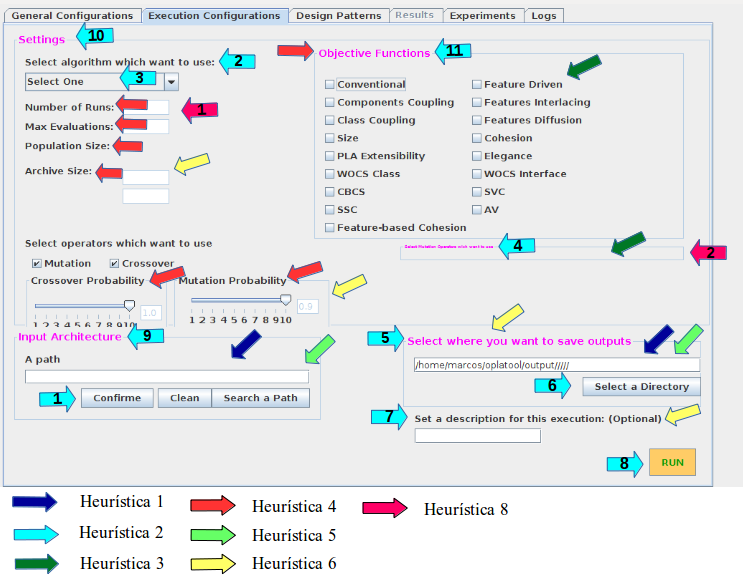 General Configurations Execution Configurations Design Patterns Results Experiments Logs
Settings 10
Select algorithm which want to use: 2
Select One 3
Number of Runs: 1
Max Evaluations:
Population Size:
Archive Size:
Select operators which want to use
Mutation Crossover
Crossover Probability Mutation Probability
1.0 0.9
1 2 3 4 5 6 7 8 910 1 2 3 4 5 6 7 8 910
Objective Functions 11
Conventional Feature Driven
Components Coupling Features Interlacing
Class Coupling Features Diffusion
Size Cohesion
PLA Extensibility Elegance
WOCS Class WOCS Interface
CBCS SVC
SSC AV
Feature-based Cohesion
Select Mutation Operators which want to use 4 2
Input Architecture 9
A path
1 Confirme Clean Search a Path
5 Select where you want to save outputs
/home/marcos/oplatool/output/////
6 Select a Directory
7 Set a description for this execution: (Optional)
8 RUN
Heurística 1 Heurística 4 Heurística 8
Heurística 2 Heurística 5
Heurística 3 Heurística 6